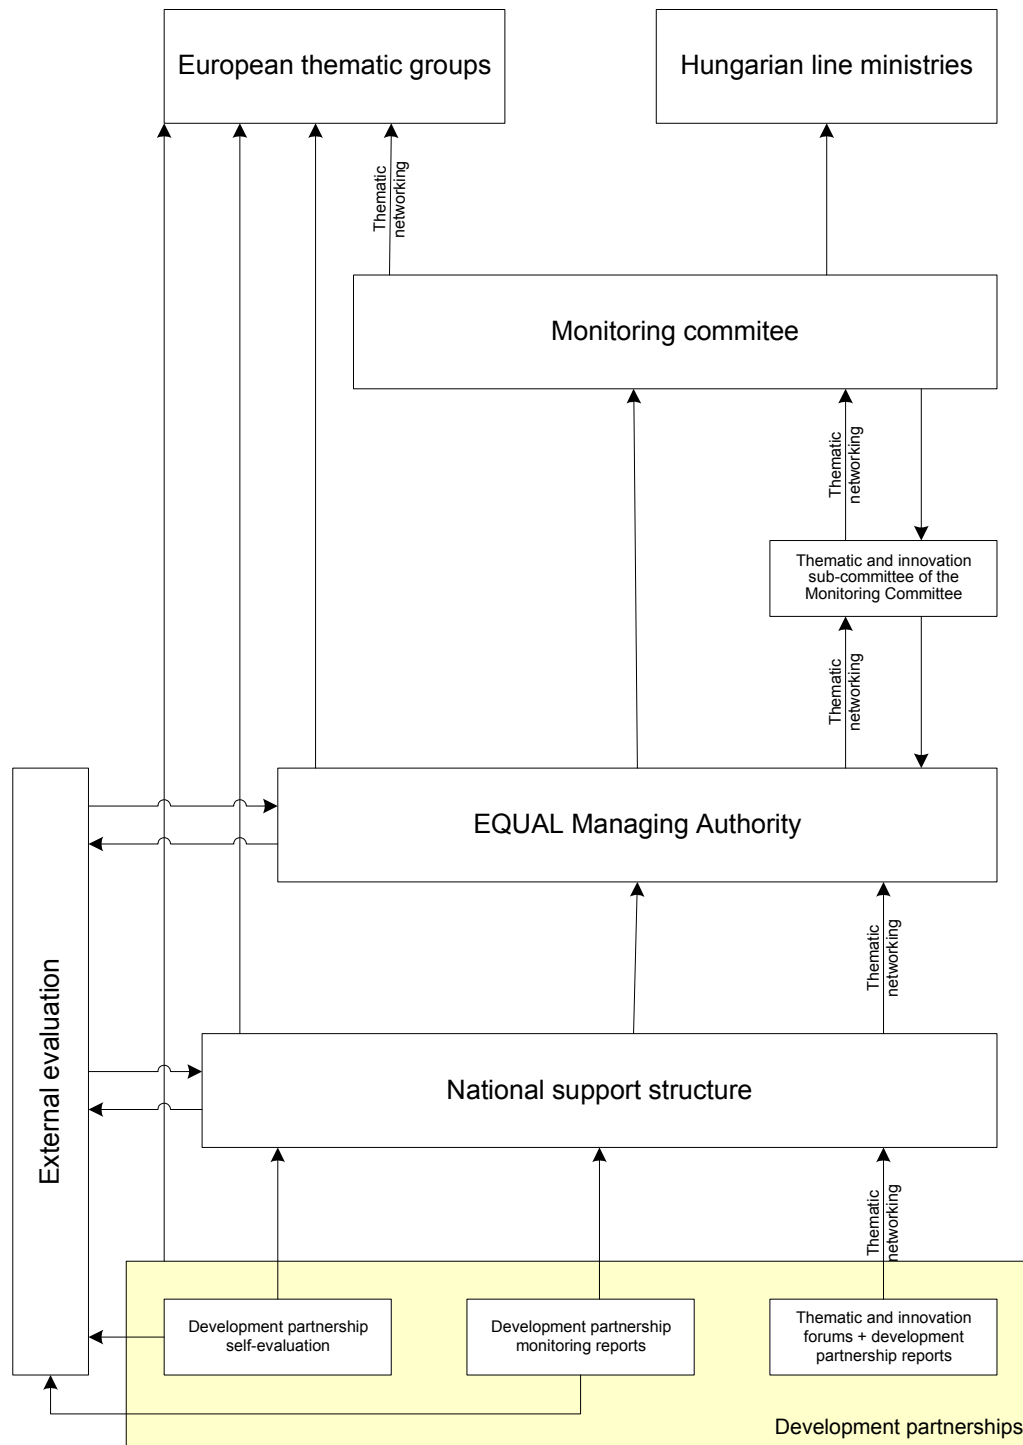 European thematic groups
Hungarian line ministries
Thematic
networking
Monitoring commitee
Thematic
networking
Thematic and innovation
sub-committee of the
Monitoring Committee
Thematic
networking
EQUAL Managing Authority
External evaluation
Thematic
networking
National support structure
Thematic
networking
Development partnership
self-evaluation
Development partnership
monitoring reports
Thematic and innovation
forums + development
partnership reports
Development partnerships